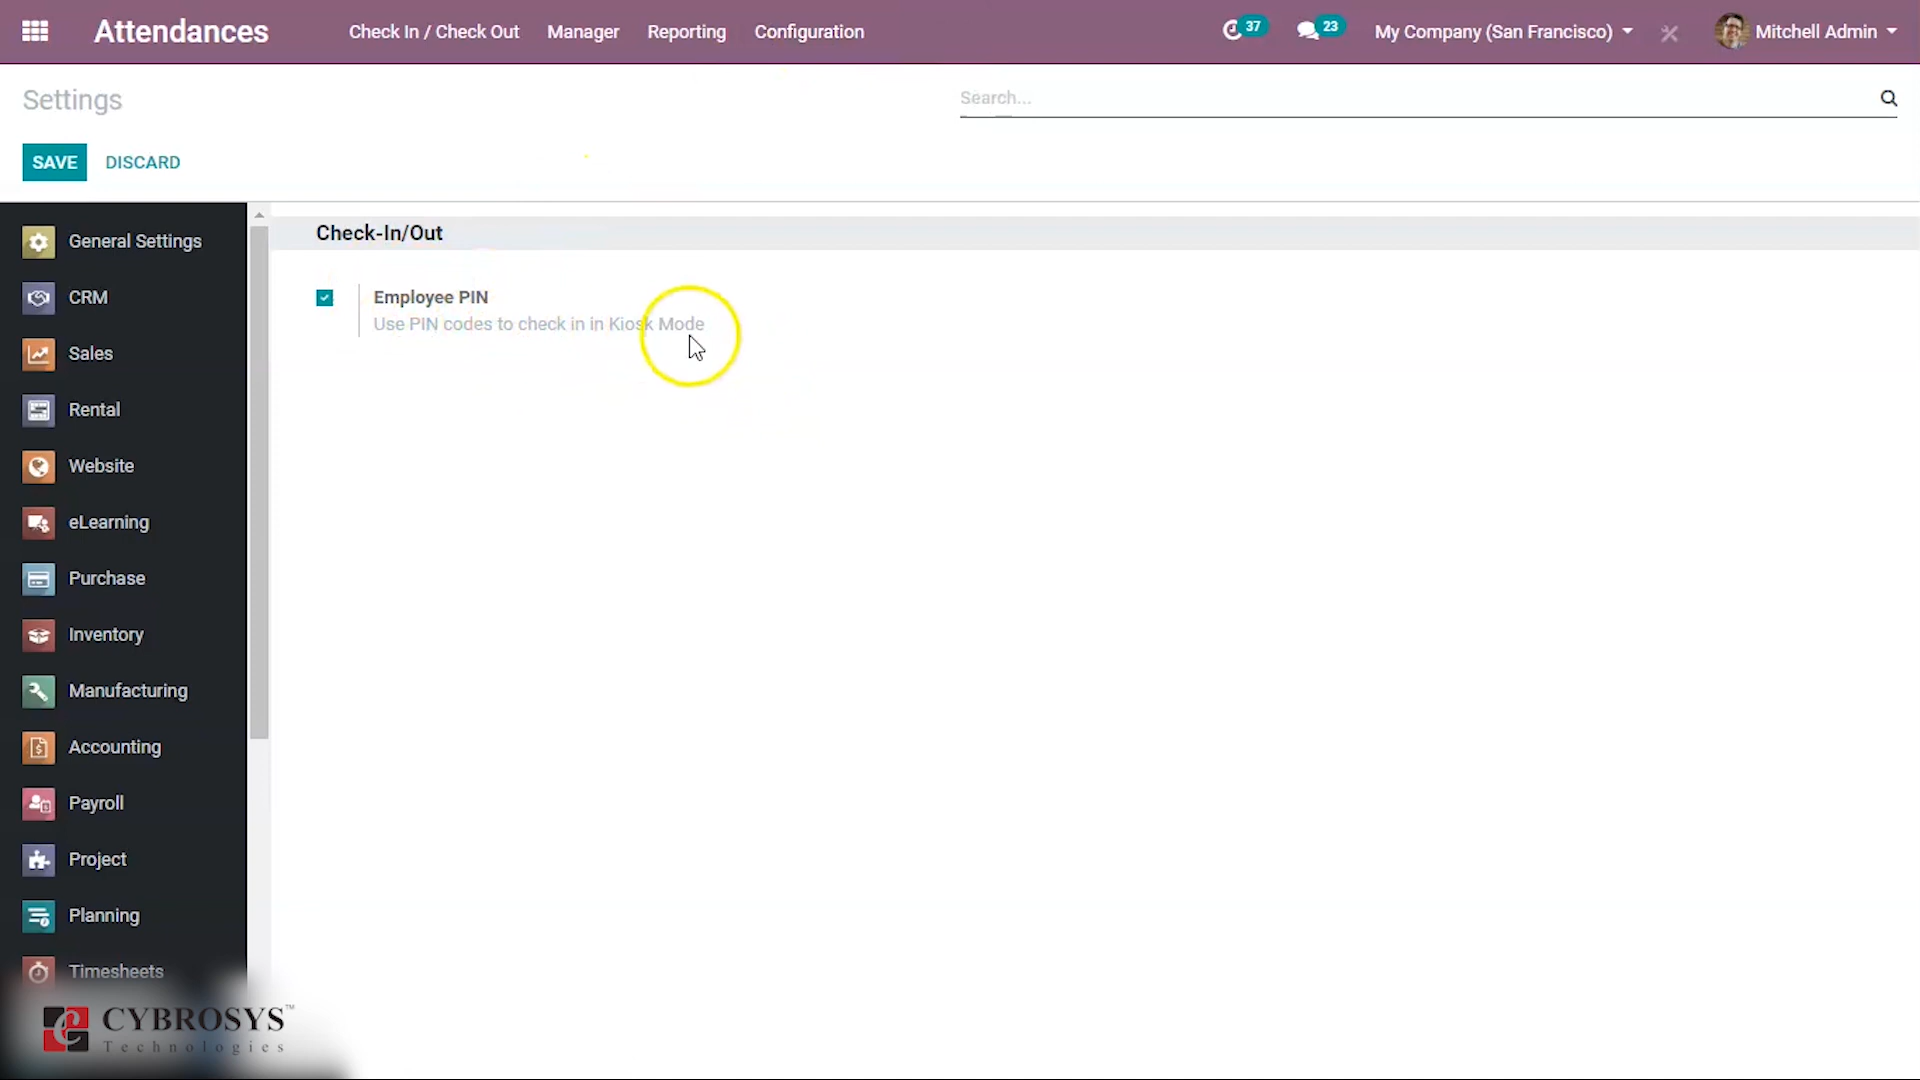 Attendances
Check In / Check Out
Manager
Reporting
Configuration
37
23
My Company (San Francisco)
Mitchell Admin
Settings
Search...
SAVE
DISCARD
General Settings
CRM
Sales
Rental
Website
eLearning
Purchase
Inventory
Manufacturing
Accounting
Payroll
Project
Planning
Timesheets
Check-In/Out
Employee PIN
Use PIN codes to check in in Kiosk Mode
CYBROSYS™
Technologies